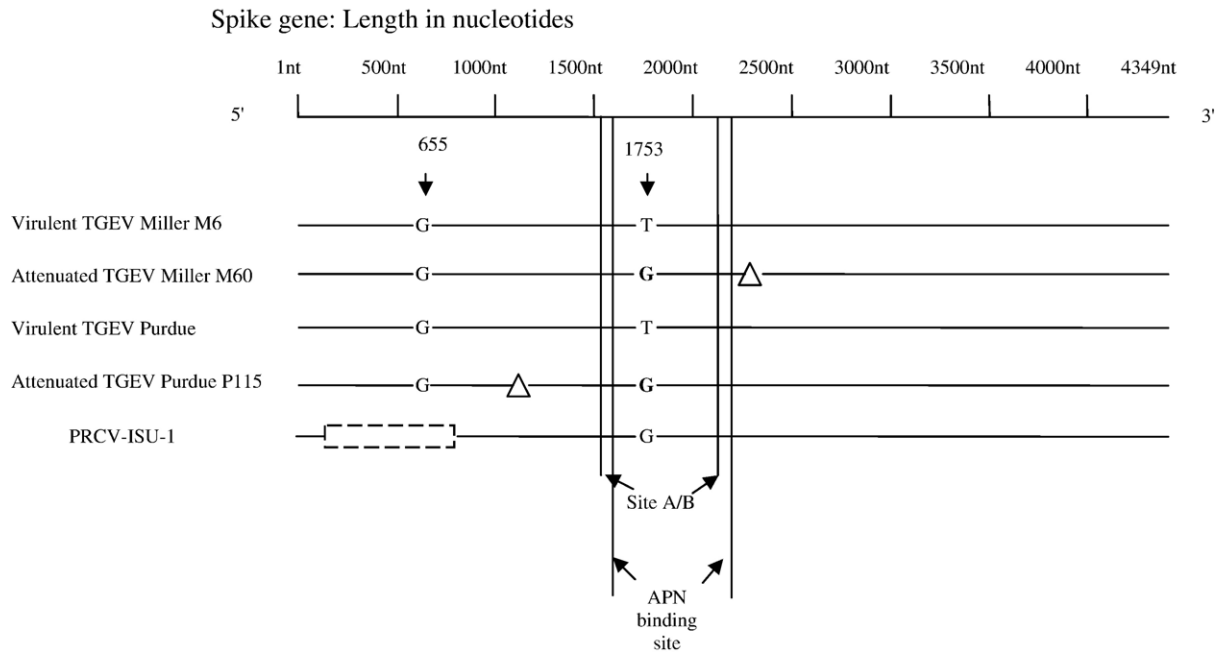 Spike gene: Length in nucleotides
1nt 500nt 1000nt 1500nt 2000nt 2500nt 3000nt 3500nt 4000nt 4349nt
5' 3'
655 1753
Virulent TGEV Miller M6 G T
Attenuated TGEV Miller M60 G G
Virulent TGEV Purdue G T
Attenuated TGEV Purdue P115 G G
PRCV-ISU-1 G
Site A/B
APN
binding
site